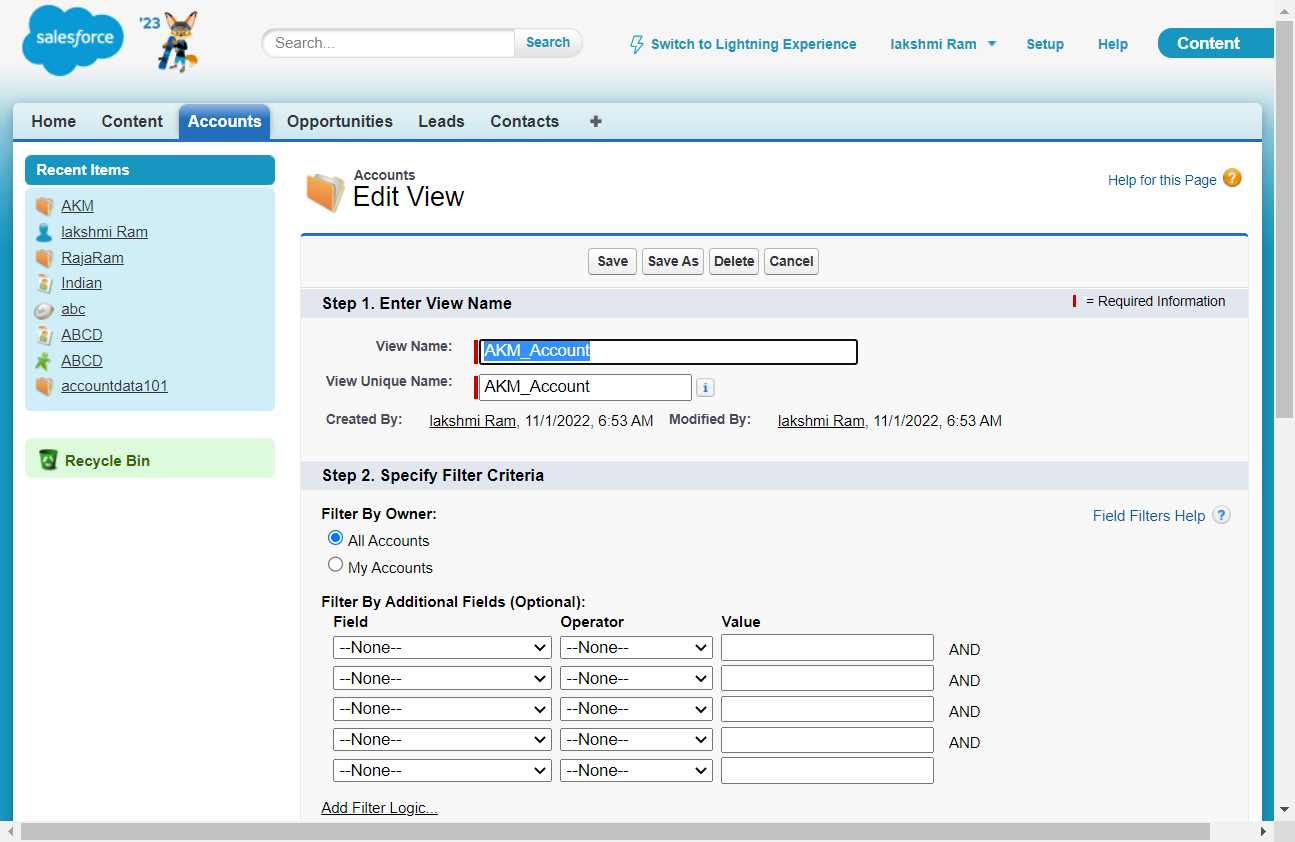 salesforce
'23
Search...
Search
Switch to Lightning Experience
lakshmi Ram
Setup
Help
Content
Home
Content
Accounts
Opportunities
Leads
Contacts
Recent Items
AKM
lakshmi Ram
RajaRam
Indian
abc
ABCD
ABCD
accountdata101
Recycle Bin
Accounts
Edit View
Help for this Page
Save
Save As
Delete
Cancel
Step 1. Enter View Name
= Required Information
View Name:
AKM_Account
View Unique Name:
AKM_Account
Created By:
lakshmi Ram, 11/1/2022, 6:53 AM
Modified By:
lakshmi Ram, 11/1/2022, 6:53 AM
Step 2. Specify Filter Criteria
Filter By Owner:
Field Filters Help
All Accounts
My Accounts
Filter By Additional Fields (Optional):
Field Operator Value
--None-- --None-- AND
--None-- --None-- AND
--None-- --None-- AND
--None-- --None-- AND
--None-- --None--
Add Filter Logic...